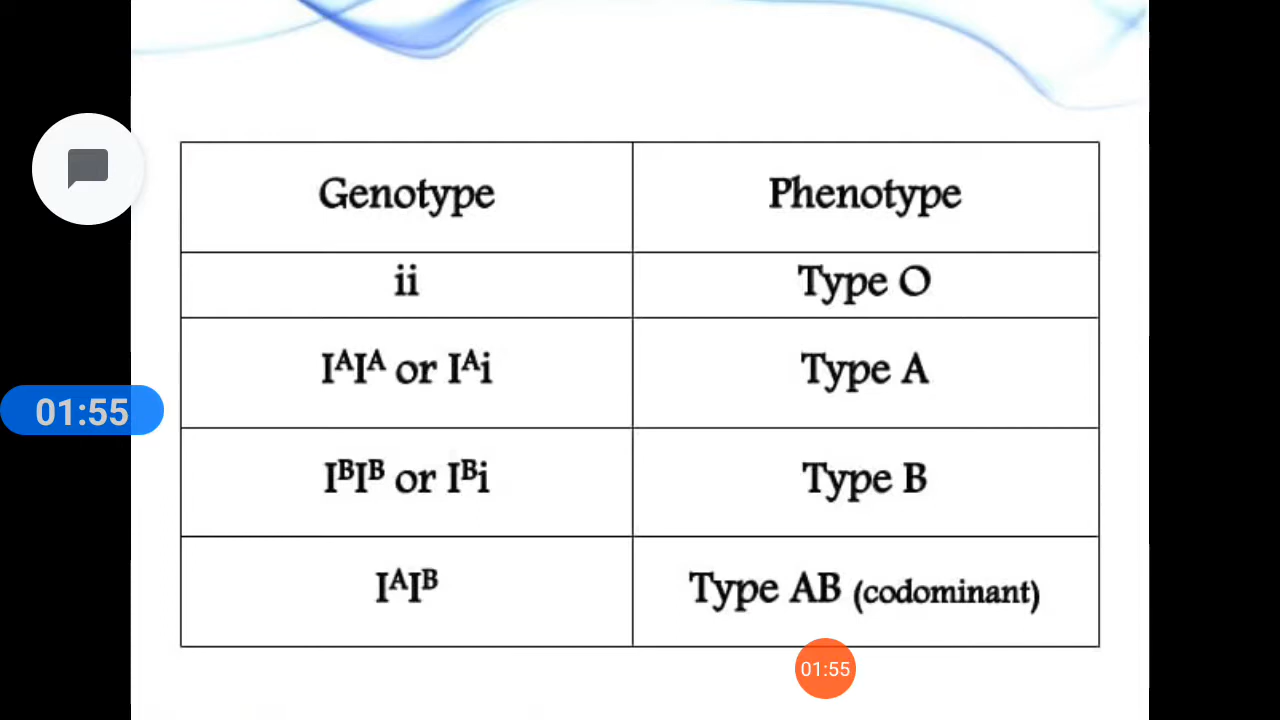 Genotype Phenotype
ii Type O
IᴬIᴬ or Iᴬi Type A
01:55
IᴮIᴮ or Iᴮi Type B
IᴬIᴮ Type AB (codominant)
01:55